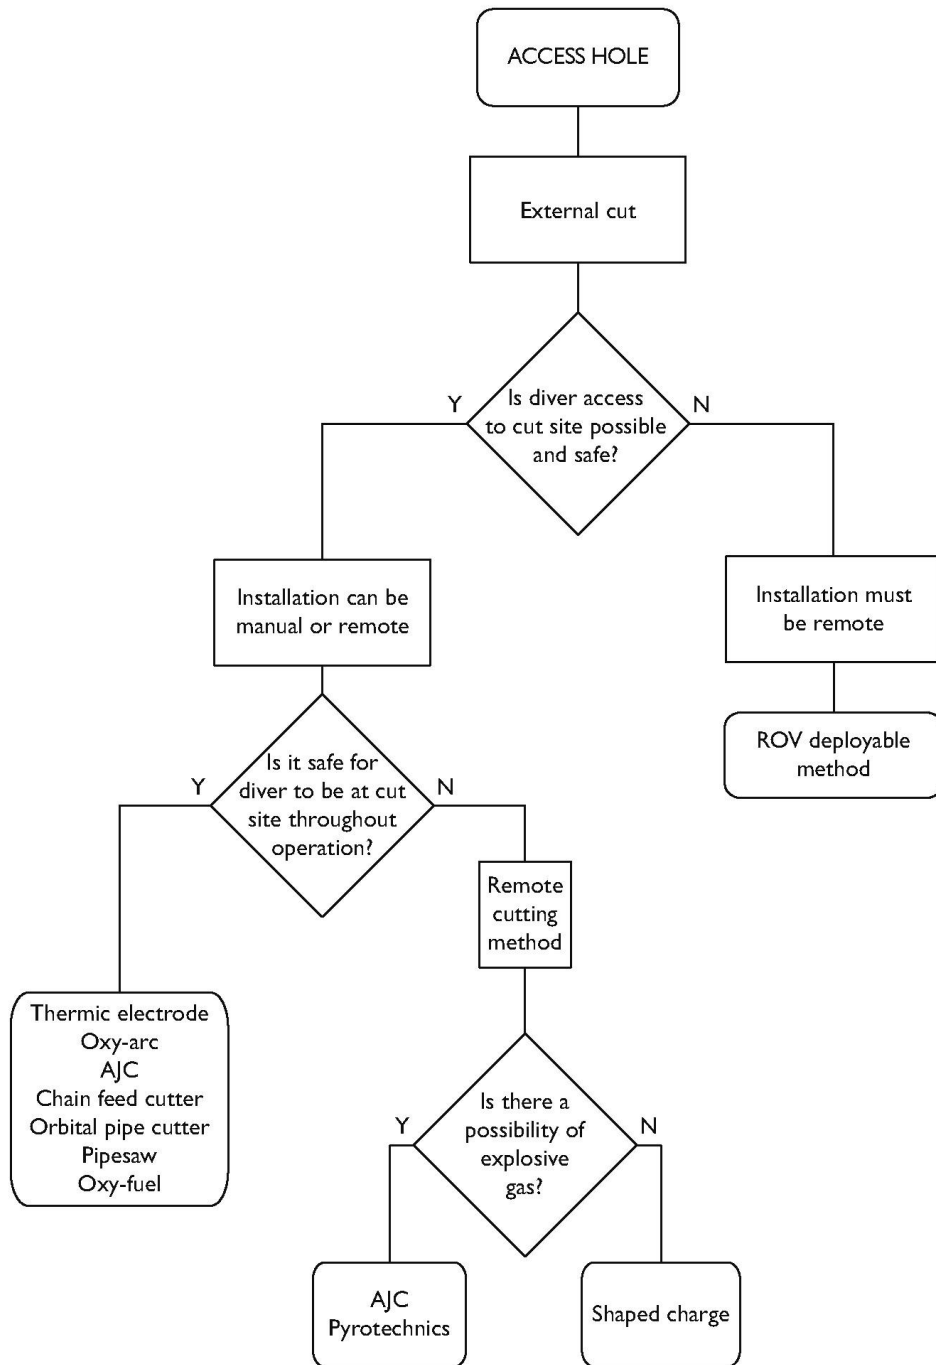 ACCESS HOLE
External cut
Is diver access
to cut site possible
and safe?
Y
N
Installation can be
manual or remote
Installation must
be remote
ROV deployable
method
Is it safe for
diver to be at cut
site throughout
operation?
Y
N
Remote
cutting
method
Thermic electrode
Oxy-arc
AJC
Chain feed cutter
Orbital pipe cutter
Pipesaw
Oxy-fuel
Is there a
possibility of
explosive
gas?
Y
N
AJC
Pyrotechnics
Shaped charge